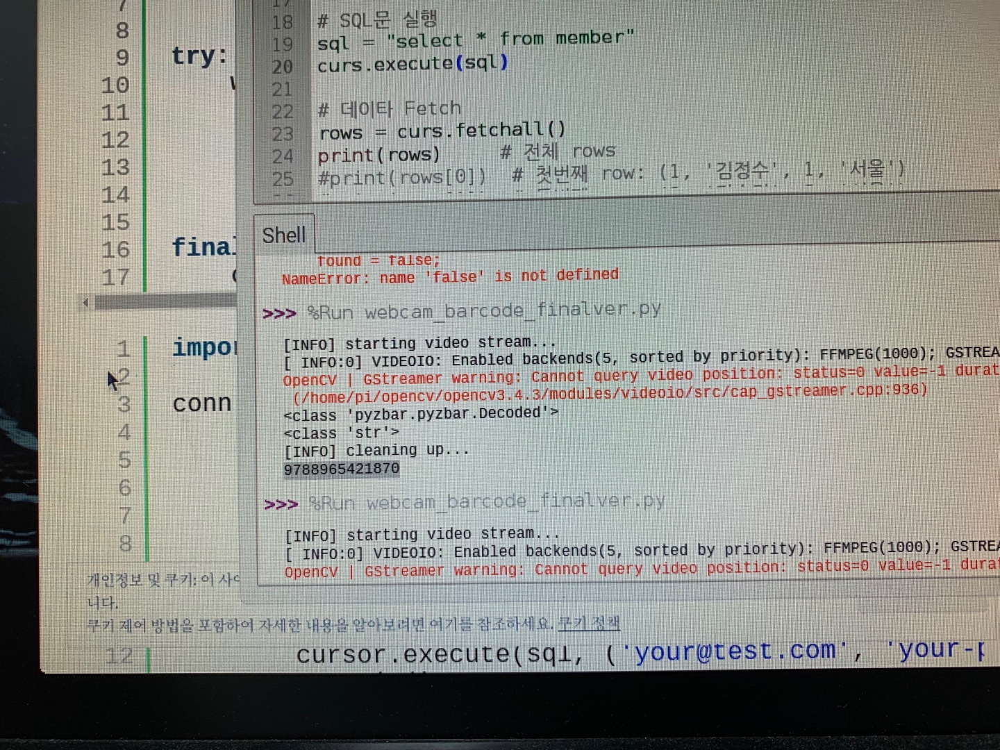 7
8
9 try:
10
11
12
13
14
15
16
17
17
18 # SQL문 실행
19 sql = "select * from member"
20 curs.execute(sql)
21
22 # 데이타 Fetch
23 rows = curs.fetchall()
24 print(rows) # 전체 rows
25 #print(rows[0]) # 첫번째 row: (1, '김정수', 1, '서울')
Shell
found = false;
NameError: name 'false' is not defined
>>> %Run webcam_barcode_finalver.py
[INFO] starting video stream...
[ INFO:0] VIDEOIO: Enabled backends(5, sorted by priority): FFMPEG(1000); GSTREA
OpenCV | GStreamer warning: Cannot query video position: status=0 value=-1 durat
(/home/pi/opencv/opencv3.4.3/modules/videoio/src/cap_gstreamer.cpp:936)
<class 'pyzbar.pyzbar.Decoded'>
<class 'str'>
[INFO] cleaning up...
9788965421870
>>> %Run webcam_barcode_finalver.py
[INFO] starting video stream...
[ INFO:0] VIDEOIO: Enabled backends(5, sorted by priority): FFMPEG(1000); GSTREA
OpenCV | GStreamer warning: Cannot query video position: status=0 value=-1 durat
1 impor
2
3 conn
4
5
6
7
8
개인정보 및 쿠키: 이 사이
니다.
쿠키 제어 방법을 포함하여 자세한 내용을 알아보려면 여기를 참조하세요. 쿠키 정책
12 cursor.execute(sql, ('your@test.com', 'your-p